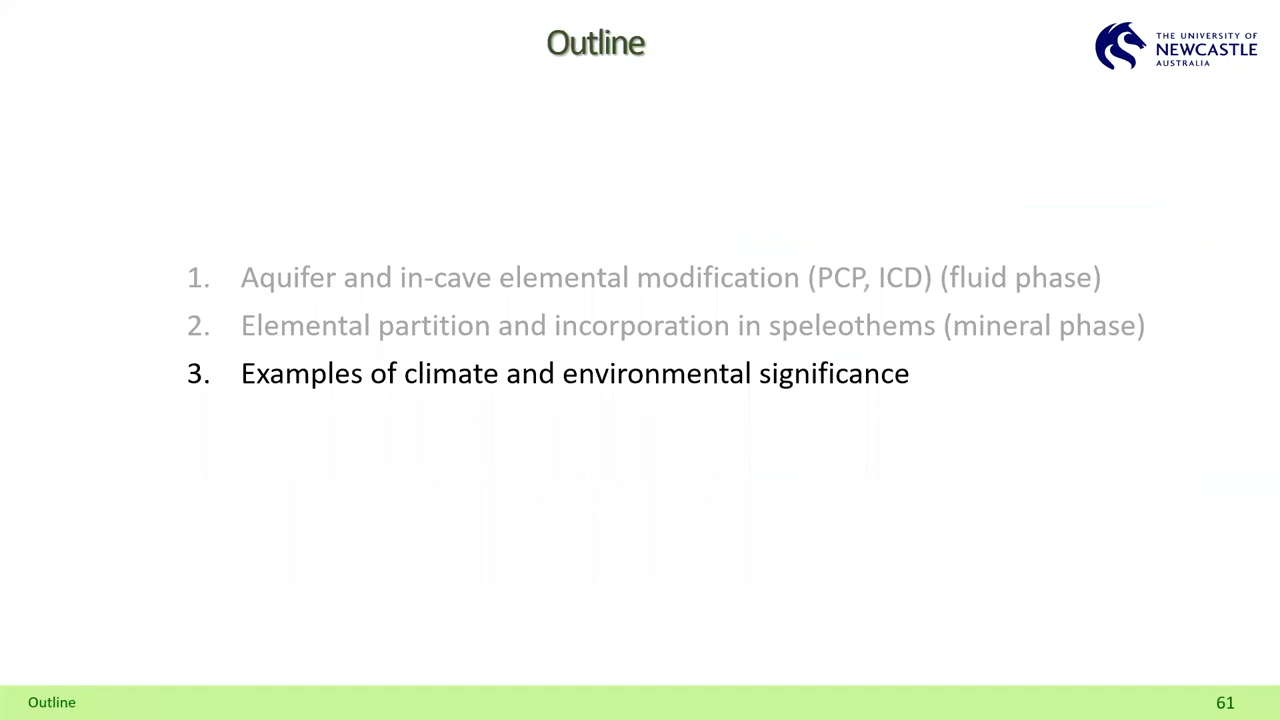 Outline
THE UNIVERSITY OF
NEWCASTLE
AUSTRALIA
1. Aquifer and in-cave elemental modification (PCP, ICD) (fluid phase)
2. Elemental partition and incorporation in speleothems (mineral phase)
3. Examples of climate and environmental significance
Outline
61